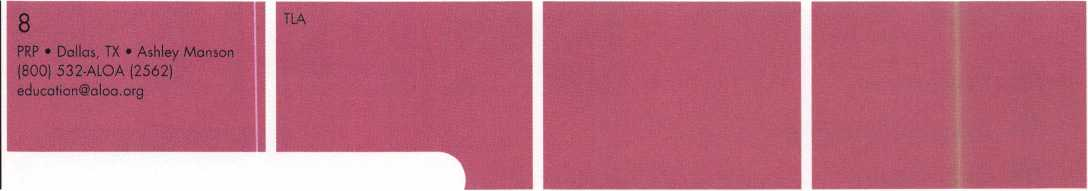 8
PRP • Dallas, TX • Ashley Manson
(800) 532-ALOA (2562)
education@aloa.org
TLA